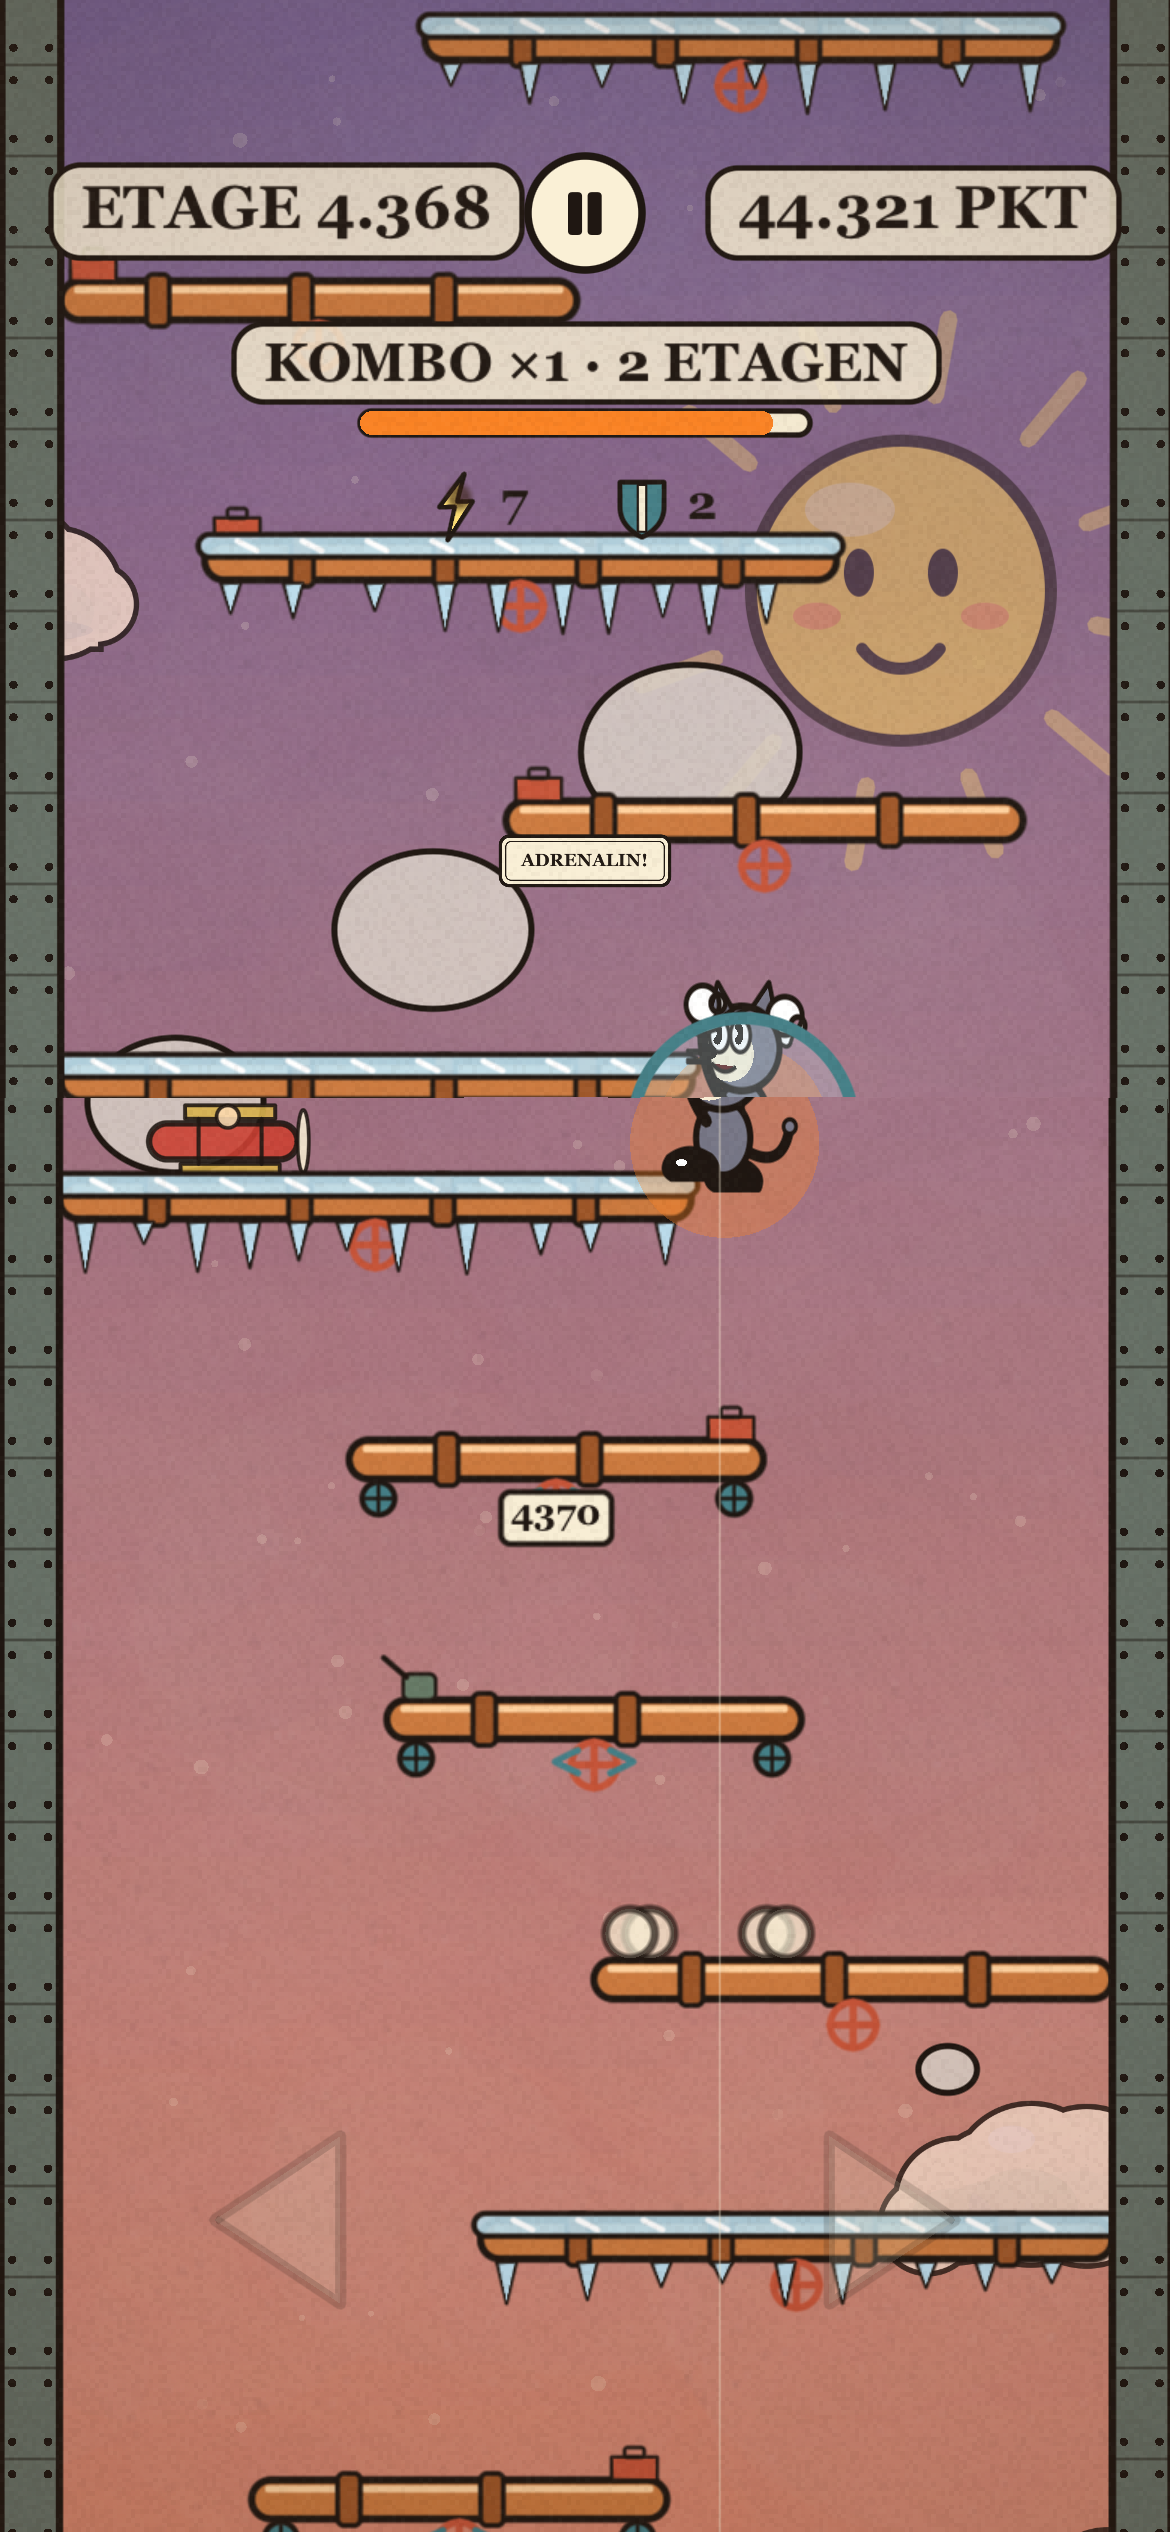 ETAGE 4.368
44.321 PKT
KOMBO ×1 · 2 ETAGEN
7
2
ADRENALIN!
4370